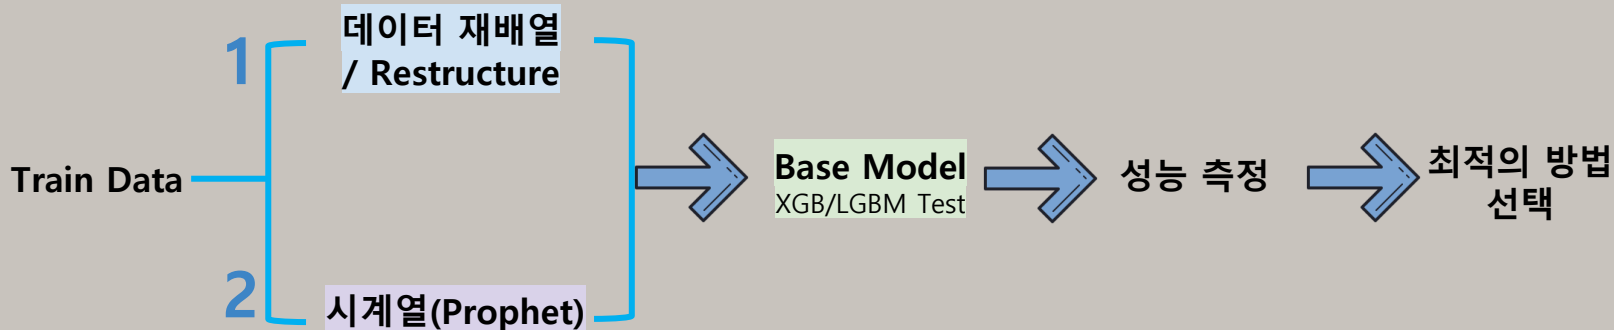 1
데이터 재배열
/ Restructure
Train Data
Base Model
XGB/LGBM Test
성능 측정
최적의 방법
선택
2
시계열(Prophet)